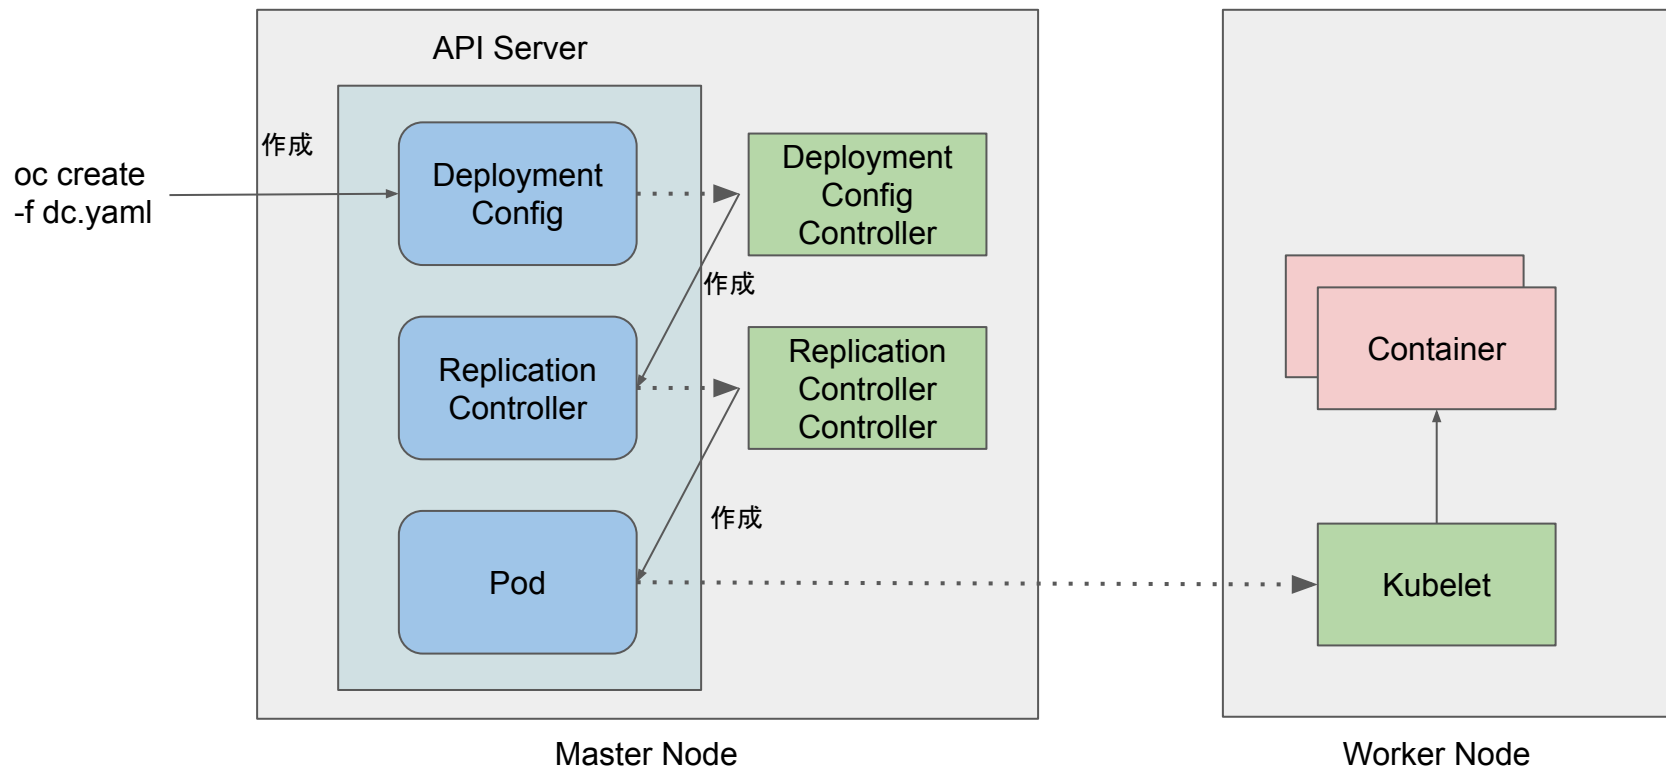 API Server
作成
oc create
-f dc.yaml
Deployment
Config
Deployment
Config
Controller
作成
Replication
Controller
Replication
Controller
Controller
作成
Pod
Container
Kubelet
Master Node
Worker Node